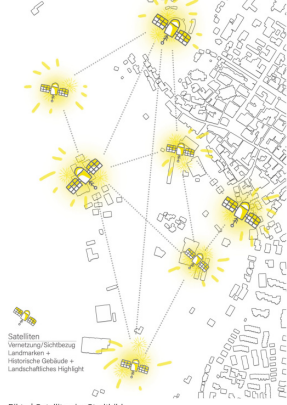 Satelliten
Vernetzung/Sichtbezug
Landmarken +
Historische Gebäude +
Landschaftliches Highlight